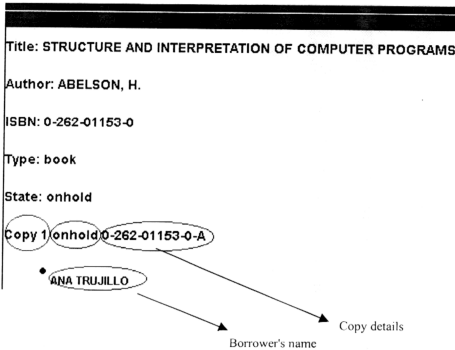 Title: STRUCTURE AND INTERPRETATION OF COMPUTER PROGRAMS
Author: ABELSON, H.
ISBN: 0-262-01153-0
Type: book
State: onhold
Copy 1 onhold 0-262-01153-0-A
ANA TRUJILLO
Copy details
Borrower's name